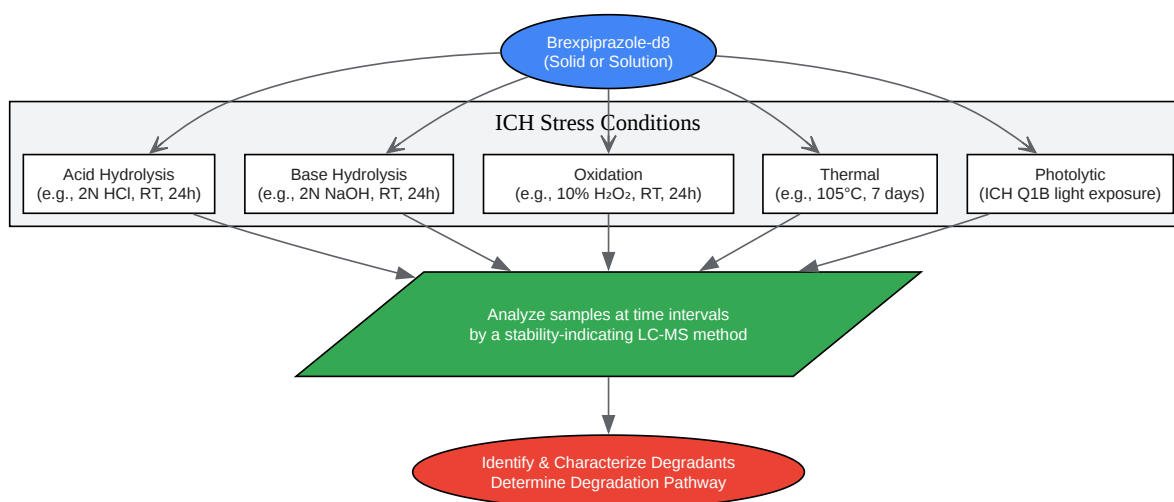 Brexpiprazole-d8
(Solid or Solution)
ICH Stress Conditions
Acid Hydrolysis
(e.g., 2N HCl, RT, 24h)
Base Hydrolysis
(e.g., 2N NaOH, RT, 24h)
Oxidation
(e.g., 10% H₂O₂, RT, 24h)
Thermal
(e.g., 105°C, 7 days)
Photolytic
(ICH Q1B light exposure)
Analyze samples at time intervals
by a stability-indicating LC-MS method
Identify & Characterize Degradants
Determine Degradation Pathway